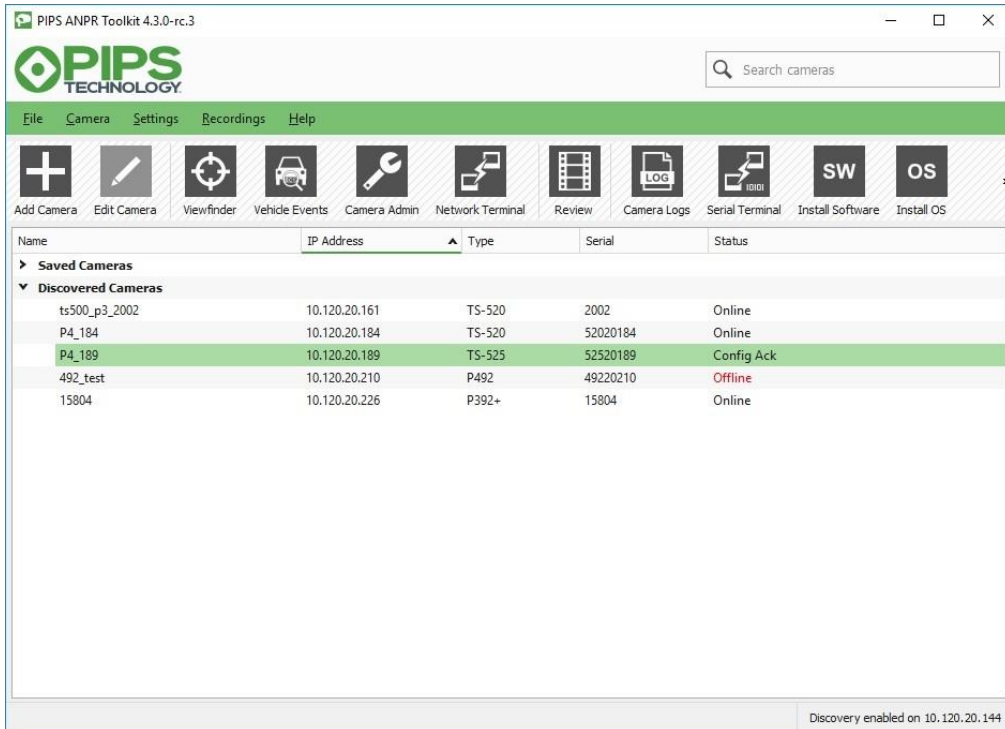 PIPS ANPR Toolkit 4.3.0-rc.3
PIPS
TECHNOLOGY
Search cameras
File Camera Settings Recordings Help
LOG IOIOI SW OS
Add Camera Edit Camera Viewfinder Vehicle Events Camera Admin Network Terminal Review Camera Logs Serial Terminal Install Software Install OS
Name IP Address Type Serial Status
Saved Cameras
Discovered Cameras
ts500_p3_2002 10.120.20.161 TS-520 2002 Online
P4_184 10.120.20.184 TS-520 52020184 Online
P4_189 10.120.20.189 TS-525 52520189 Config Ack
492_test 10.120.20.210 P492 49220210 Offline
15804 10.120.20.226 P392+ 15804 Online
Discovery enabled on 10.120.20.144